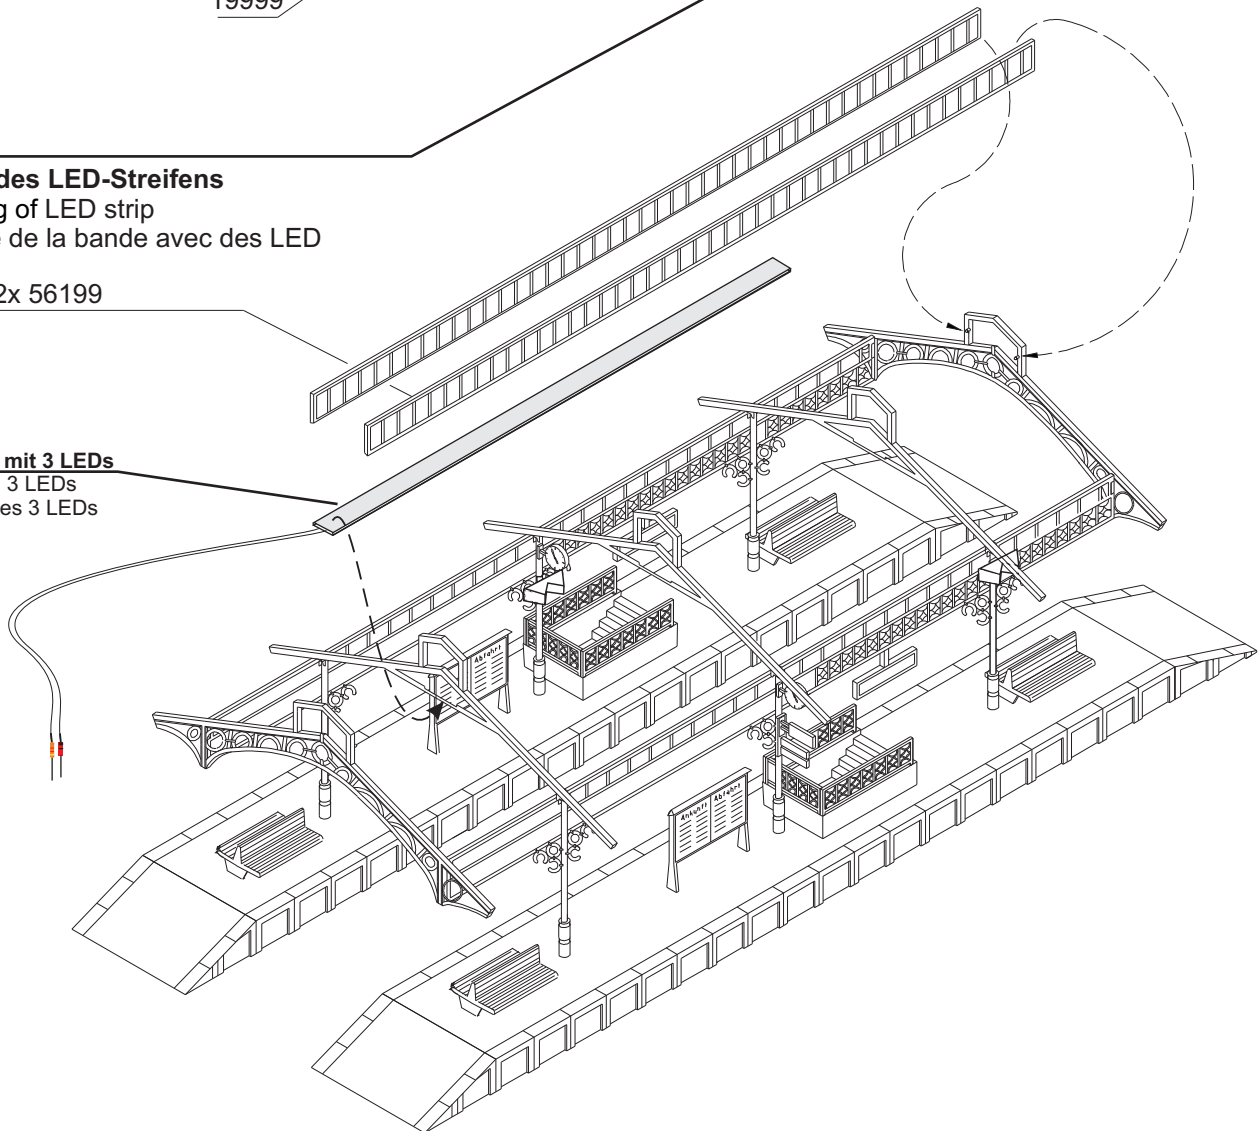 19999
des LED-Streifens
g of LED strip
e de la bande avec des LED
2x 56199
mit 3 LEDs
3 LEDs
es 3 LEDs
Abfahrt
Ankunft Abfahrt